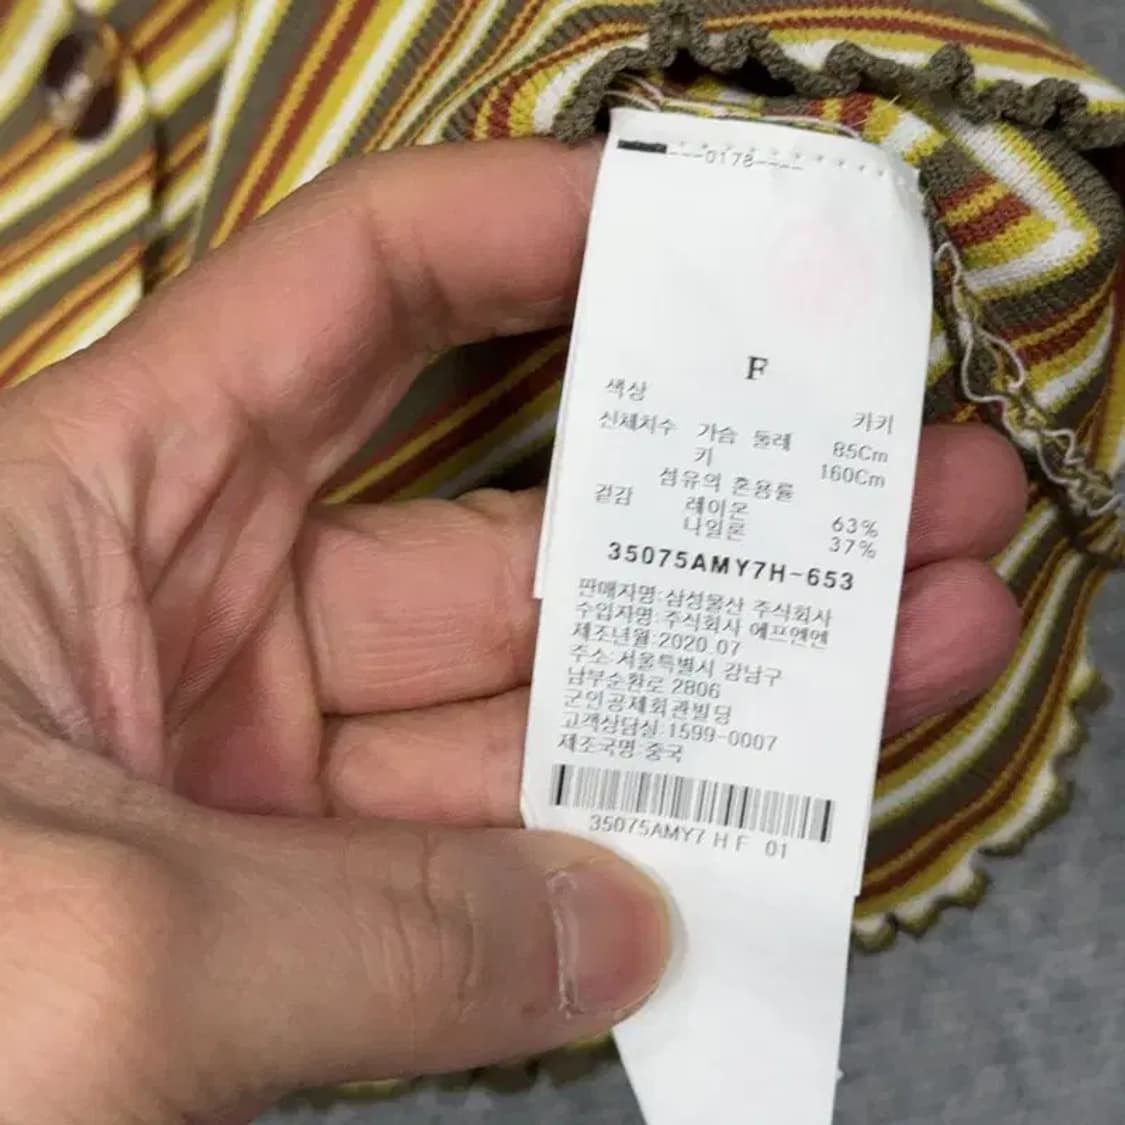 ---0178----
F
색상 카키
신체치수 가슴 둘레 85Cm
키 160Cm
섬유의 혼용률
겉감 레이온 63%
나일론 37%
35075AMY7H-653
판매자명:삼성물산 주식회사
수입자명:주식회사 에프엔엔
제조년월:2020.07
주소:서울특별시 강남구
남부순환로 2806
군인공제회관빌딩
고객상담실:1599-0007
제조국명:중국
35075AMY7 H F 01